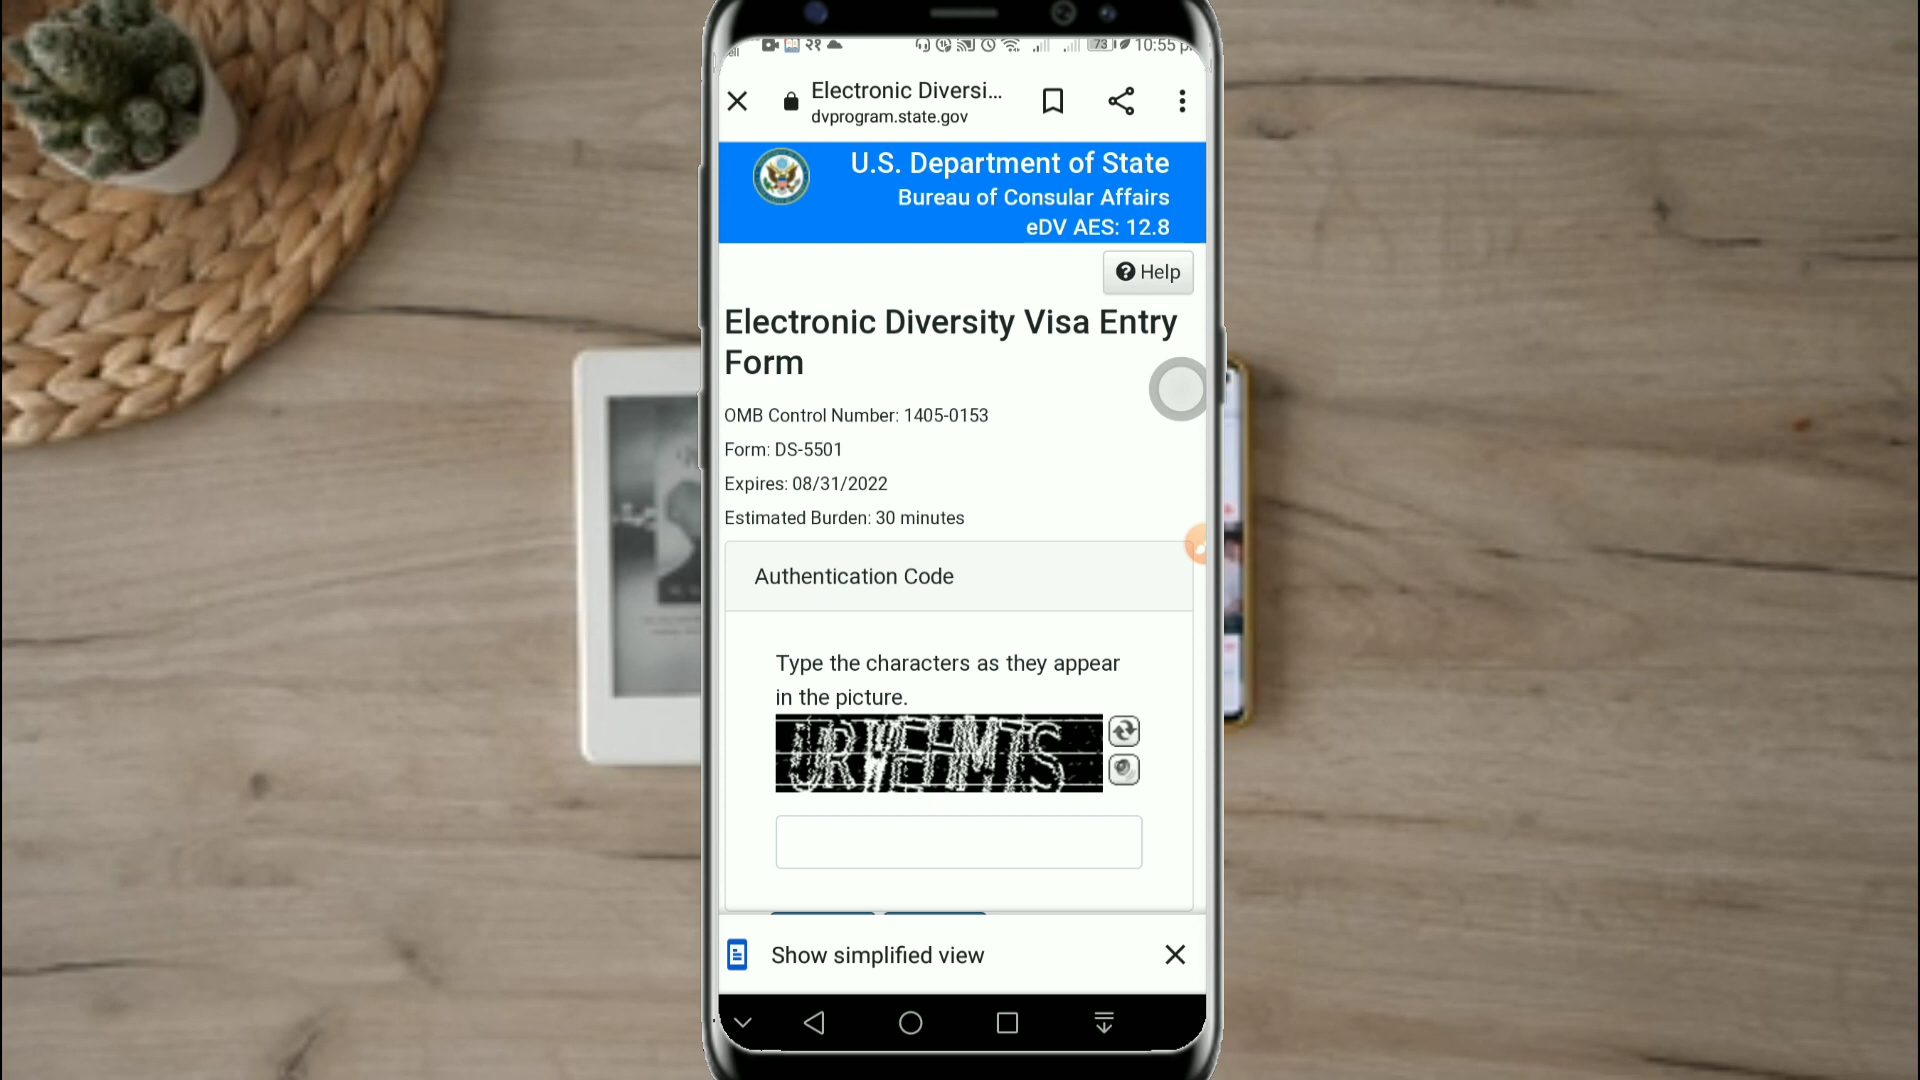 २१ 73 10:55 p
Electronic Diversi...
dvprogram.state.gov
U.S. Department of State
Bureau of Consular Affairs
eDV AES: 12.8
Help
Electronic Diversity Visa Entry
Form
OMB Control Number: 1405-0153
Form: DS-5501
Expires: 08/31/2022
Estimated Burden: 30 minutes
Authentication Code
Type the characters as they appear
in the picture.
Show simplified view